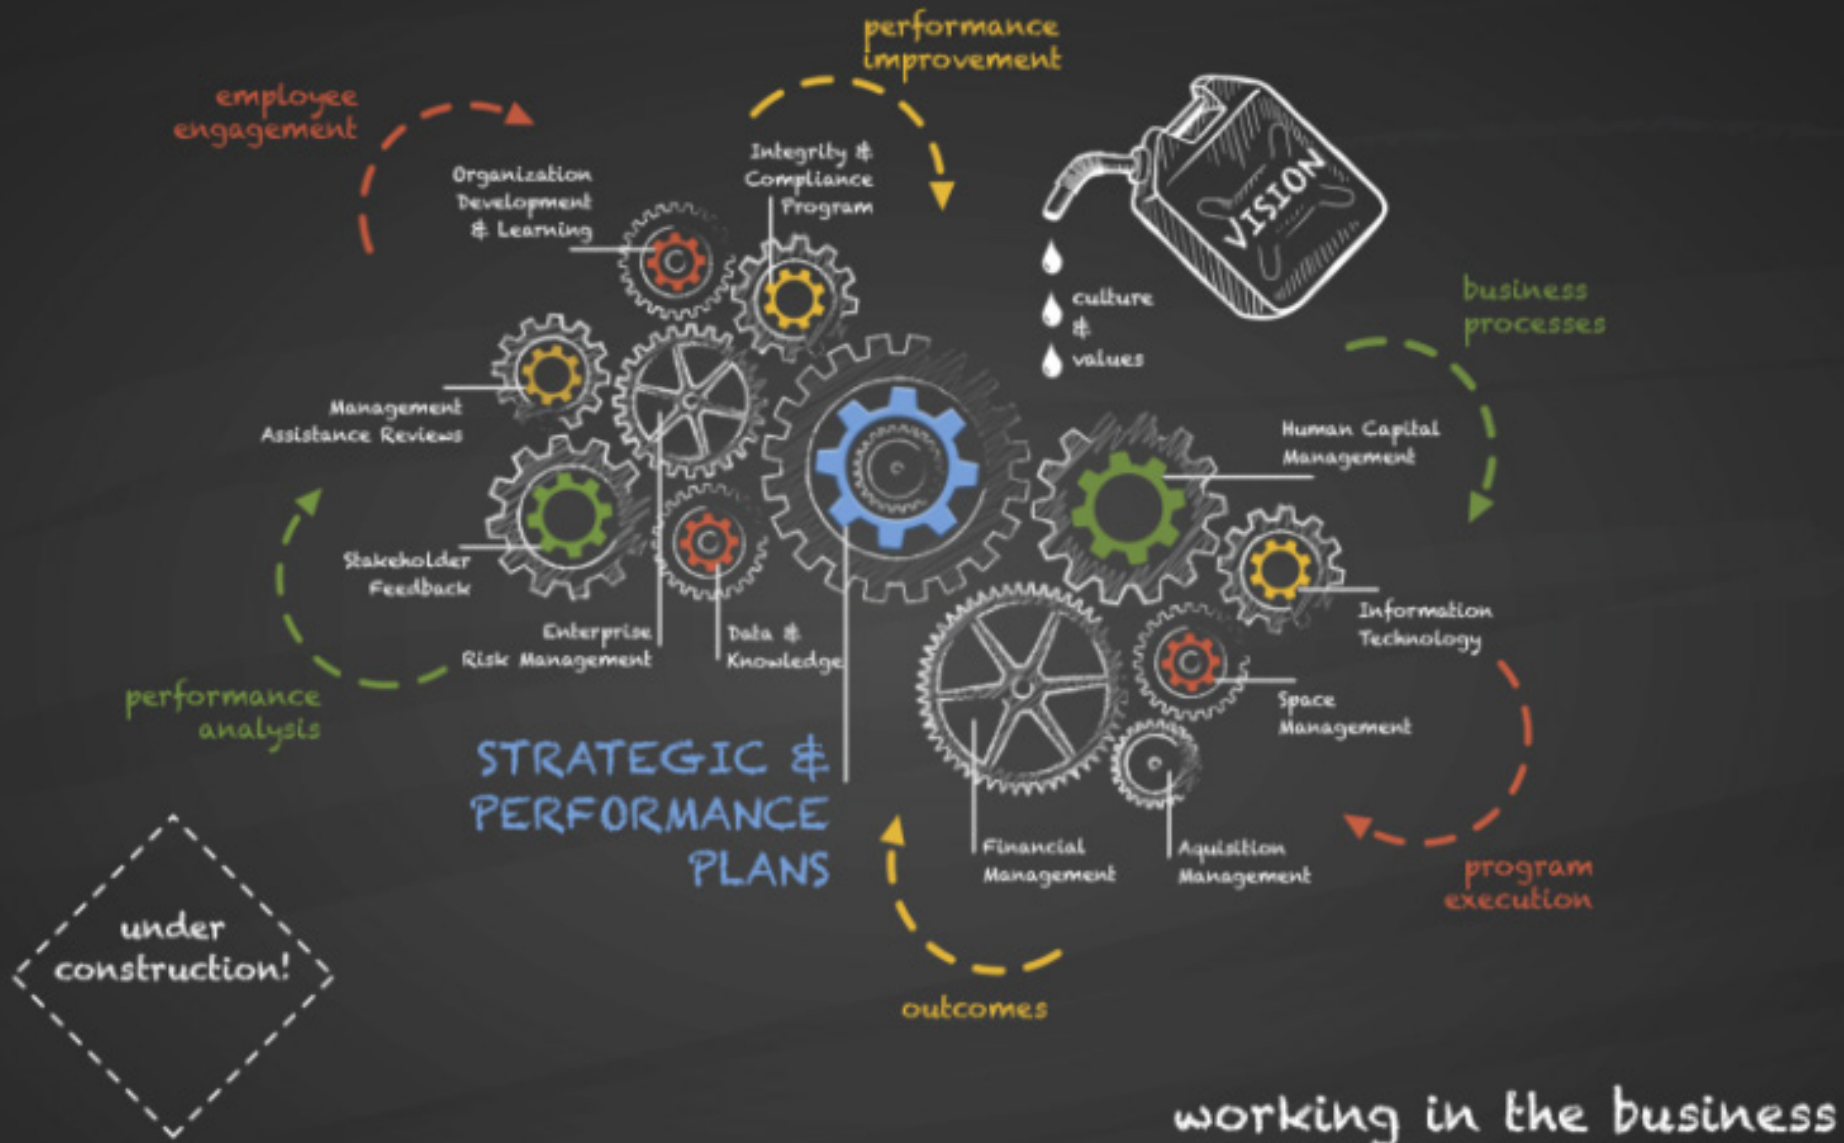 performance
improvement
employee
engagement
Integrity &
Compliance
Program
Organization
Development
& Learning
VISION
culture
&
values
business
processes
Management
Assistance Reviews
Human Capital
Management
Stakeholder
Feedback
Enterprise
Risk Management
Data &
Knowledge
Information
Technology
performance
analysis
Space
Management
STRATEGIC &
PERFORMANCE
PLANS
Financial
Management
Aquisition
Management
program
execution
under
construction!
outcomes
working in the business